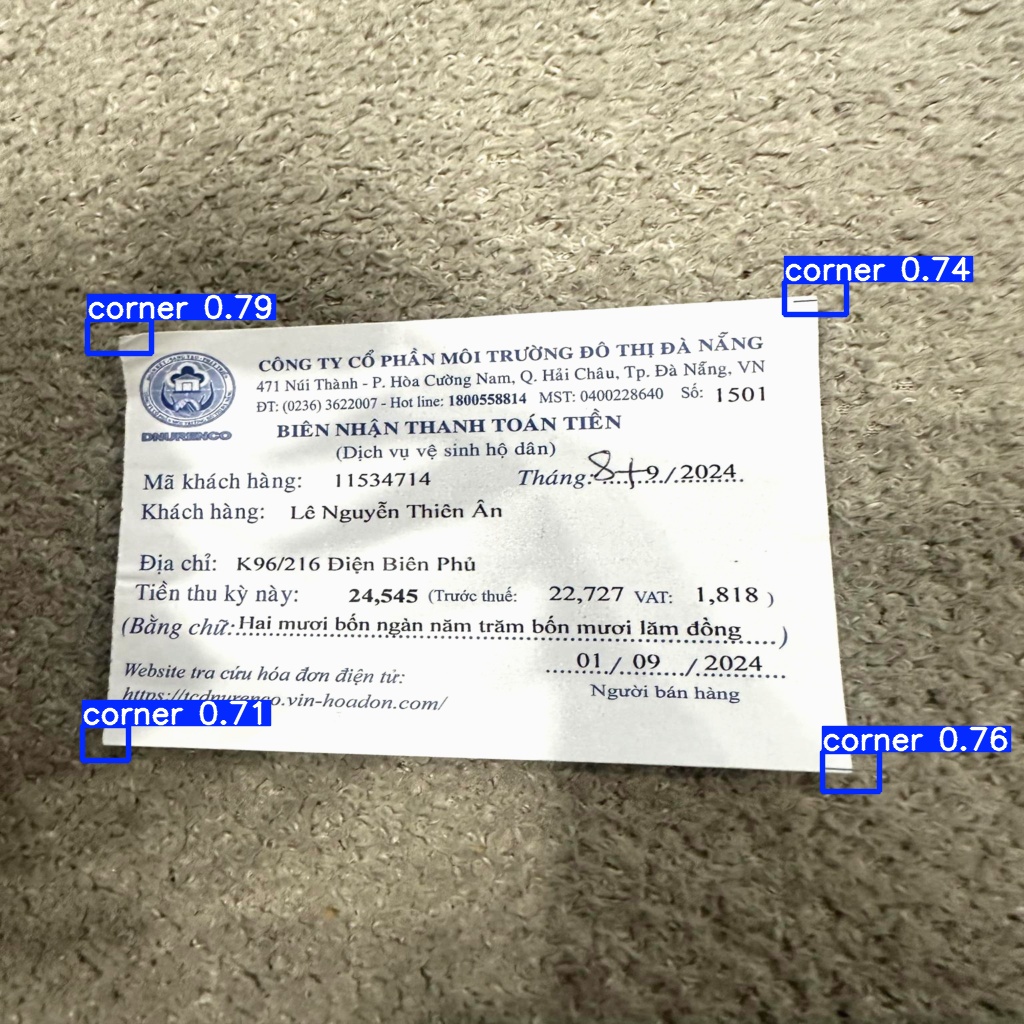 corner 0.79
corner 0.74
DNURENCO
CÔNG TY CỔ PHẦN MÔI TRƯỜNG ĐÔ THỊ ĐÀ NẴNG
471 Núi Thành - P. Hòa Cường Nam, Q. Hải Châu, Tp. Đà Nẵng, VN
ĐT: (0236) 3622007 - Hot line: 1800558814 MST: 0400228640 Số: 1501
BIÊN NHẬN THANH TOÁN TIỀN
(Dịch vụ vệ sinh hộ dân)
Mã khách hàng: 11534714 Tháng: 8+9/2024
Khách hàng: Lê Nguyễn Thiên Ân
Địa chỉ: K96/216 Điện Biên Phủ
Tiền thu kỳ này: 24,545 (Trước thuế: 22,727 VAT: 1,818 )
(Bằng chữ: Hai mươi bốn ngàn năm trăm bốn mươi lăm đồng )
01 / 09 / 2024
Website tra cứu hóa đơn điện tử:
Người bán hàng
https://tcdnurenco.vin-hoadon.com/
corner 0.71
corner 0.76